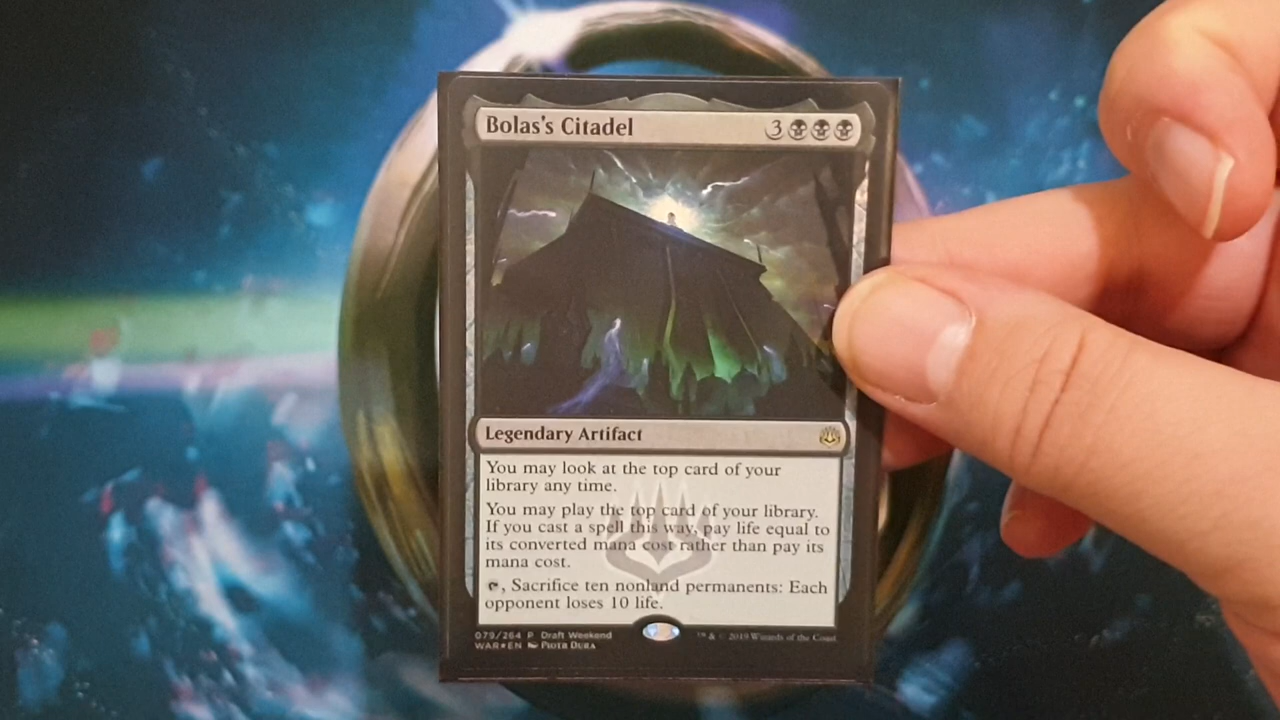 Bolas's Citadel 3
Legendary Artifact
You may look at the top card of your
library any time.
You may play the top card of your library.
If you cast a spell this way, pay life equal to
its converted mana cost rather than pay its
mana cost.
, Sacrifice ten nonland permanents: Each
opponent loses 10 life.
079/264 P Draft Weekend
WAR★EN Piotr Dura
™ & © 2019 Wizards of the Coast